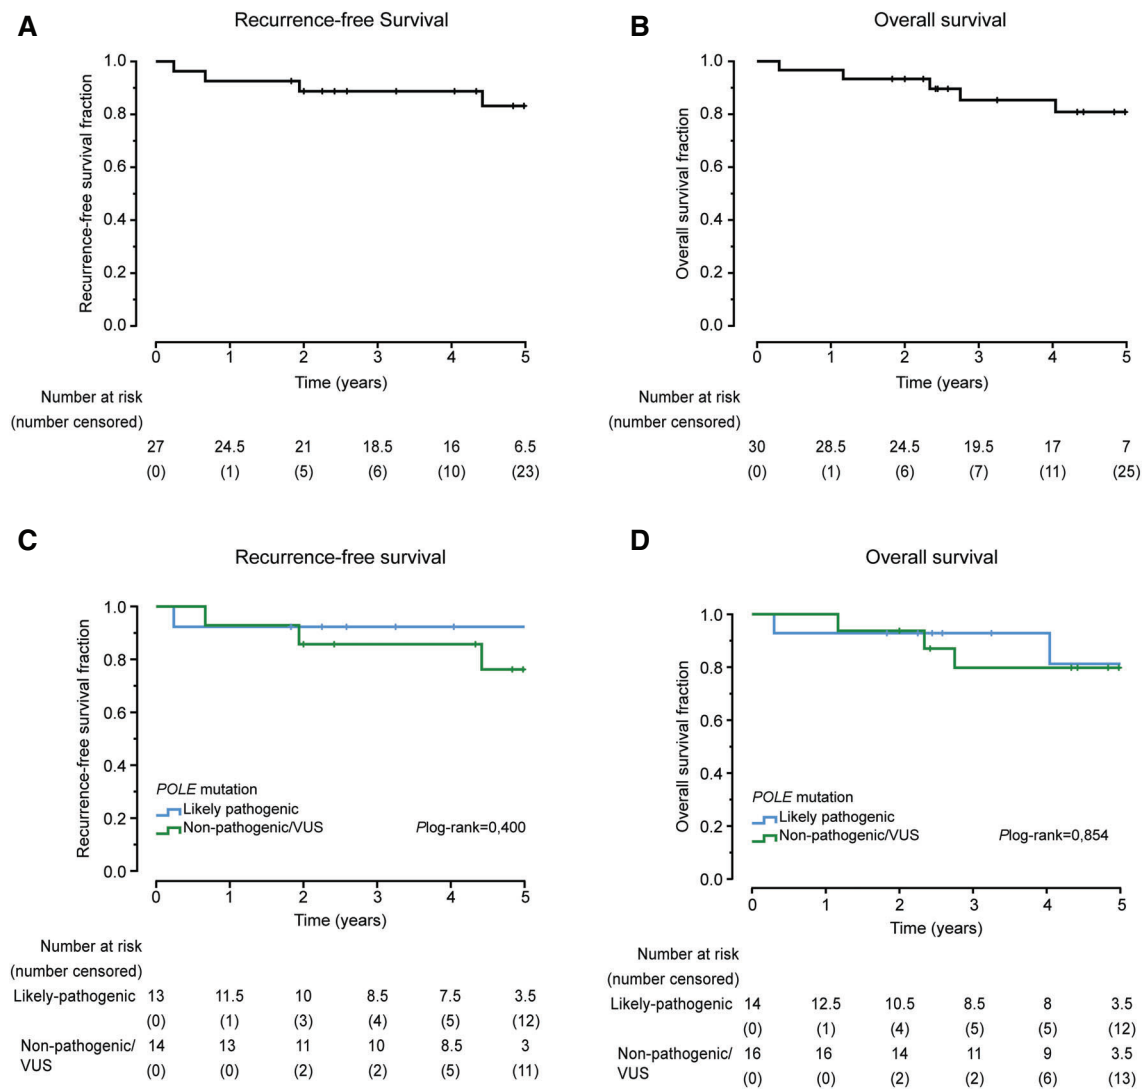 A
Recurrence-free Survival
Recurrence-free survival fraction
1.0
0.8
0.6
0.4
0.2
0.0
0 1 2 3 4 5
Time (years)
Number at risk
(number censored)
27 24.5 21 18.5 16 6.5
(0) (1) (5) (6) (10) (23)
B
Overall survival
Overall survival fraction
1.0
0.8
0.6
0.4
0.2
0.0
0 1 2 3 4 5
Time (years)
Number at risk
(number censored)
30 28.5 24.5 19.5 17 7
(0) (1) (6) (7) (11) (25)
C
Recurrence-free survival
Recurrence-free survival fraction
1.0
0.8
0.6
0.4
0.2
0.0
POLE mutation
Likely pathogenic
Non-pathogenic/VUS
Plog-rank=0,400
0 1 2 3 4 5
Time (years)
Number at risk
(number censored)
Likely-pathogenic 13 11.5 10 8.5 7.5 3.5
(0) (1) (3) (4) (5) (12)
Non-pathogenic/ 14 13 11 10 8.5 3
VUS (0) (0) (2) (2) (5) (11)
D
Overall survival
Overall survival fraction
1.0
0.8
0.6
0.4
0.2
0.0
POLE mutation
Likely pathogenic
Non-pathogenic/VUS
Plog-rank=0,854
0 1 2 3 4 5
Time (years)
Number at risk
(number censored)
Likely-pathogenic 14 12.5 10.5 8.5 8 3.5
(0) (1) (4) (5) (5) (12)
Non-pathogenic/ 16 16 14 11 9 3.5
VUS (0) (0) (2) (2) (6) (13)